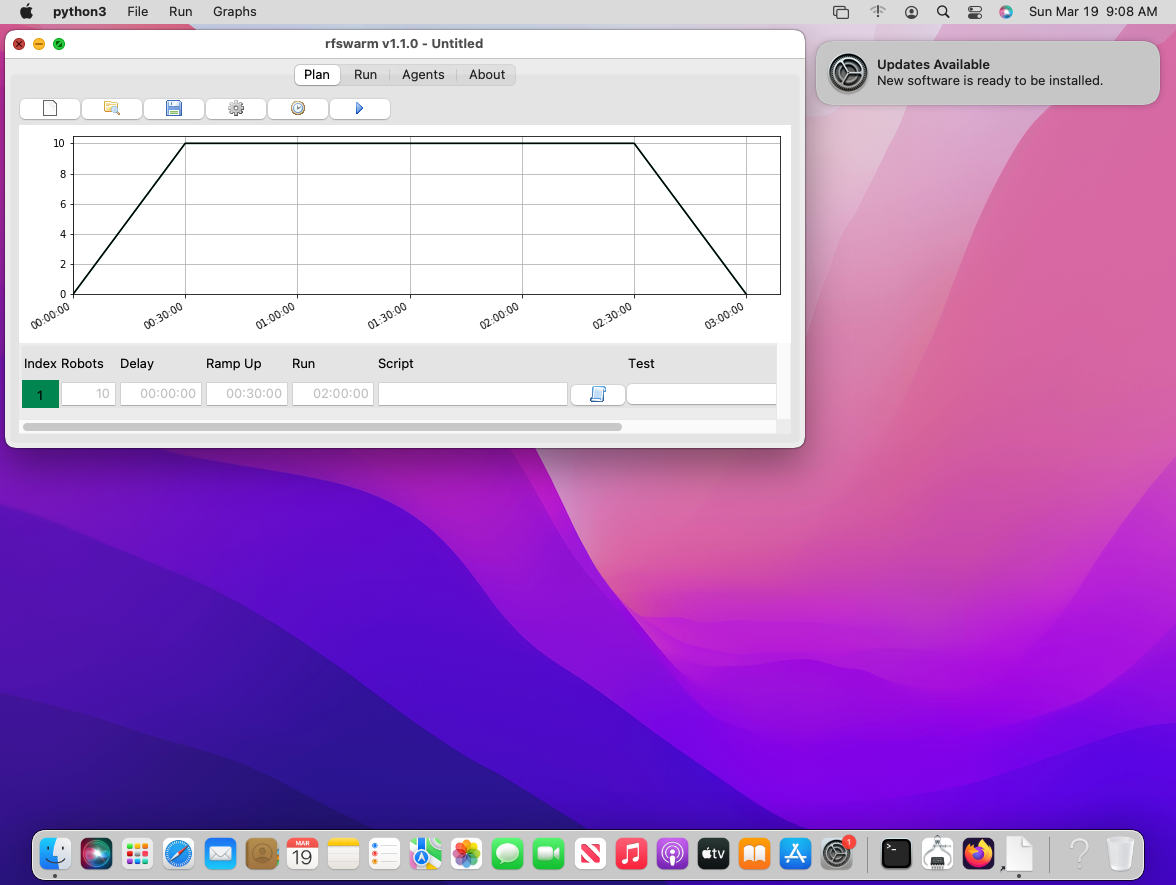 python3 File Run Graphs Sun Mar 19 9:08 AM
rfswarm v1.1.0 - Untitled
Plan Run Agents About
Updates Available
New software is ready to be installed.
10
8
6
4
2
0
00:00:00 00:30:00 01:00:00 01:30:00 02:00:00 02:30:00 03:00:00
Index Robots Delay Ramp Up Run Script Test
1 10 00:00:00 00:30:00 02:00:00
MAR
19
tv
1
>_